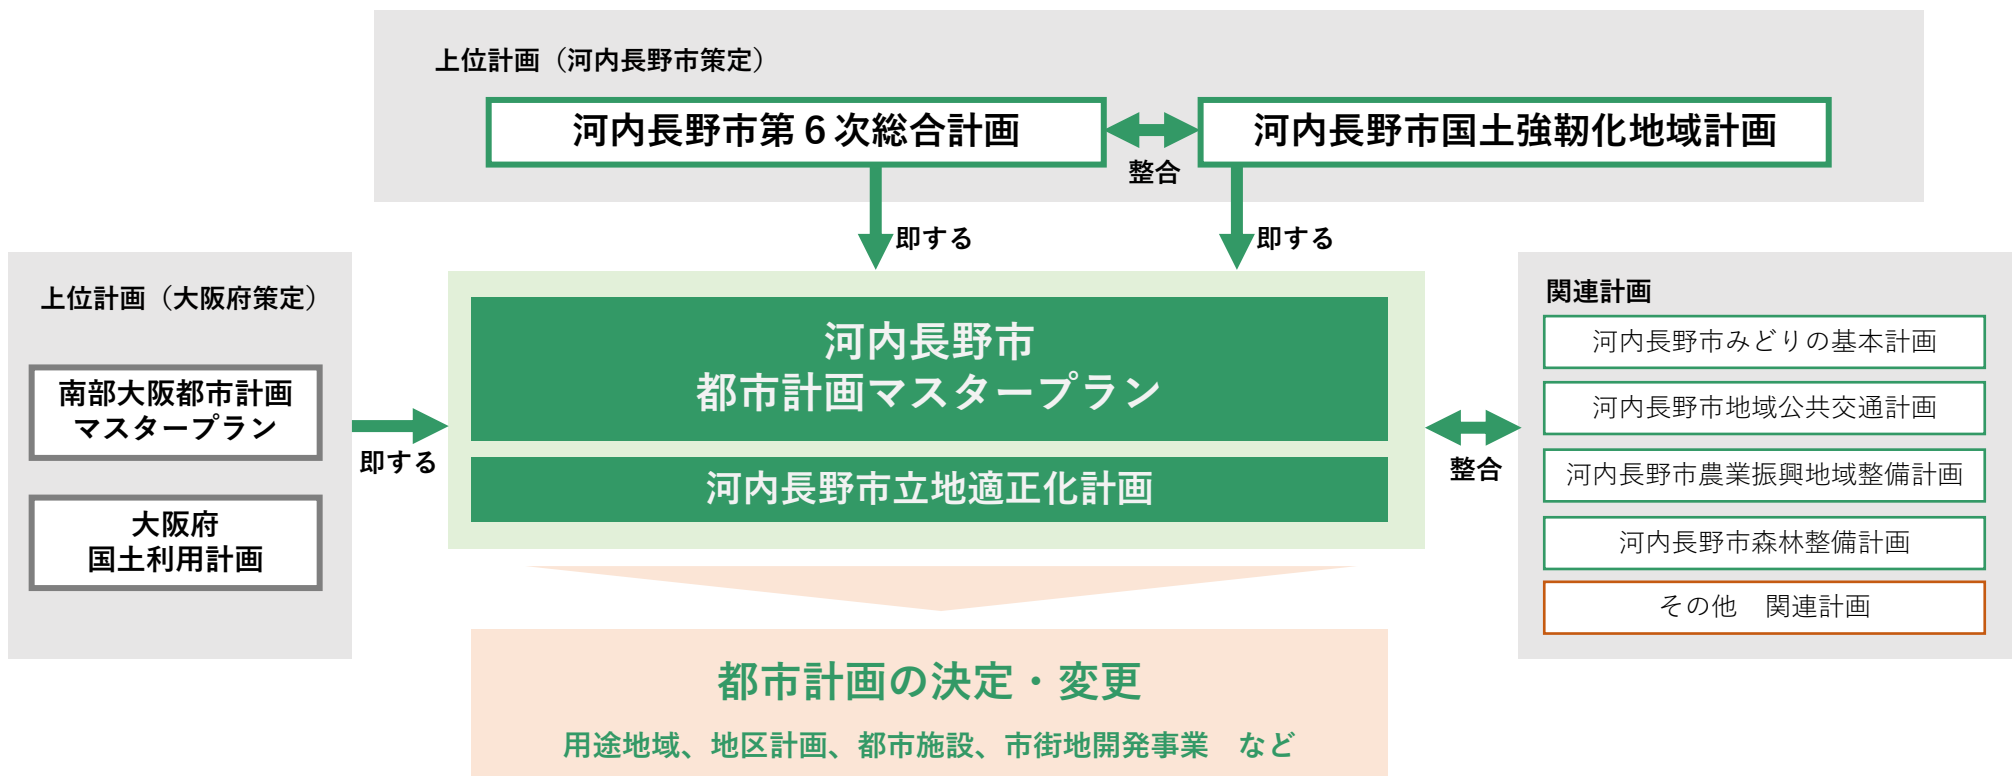 上位計画（河内長野市策定）
河内長野市第６次総合計画
河内長野市国土強靭化地域計画
整合
即する
即する
上位計画（大阪府策定）
南部大阪都市計画
マスタープラン
大阪府
国土利用計画
即する
河内長野市
都市計画マスタープラン
河内長野市立地適正化計画
整合
関連計画
河内長野市みどりの基本計画
河内長野市地域公共交通計画
河内長野市農業振興地域整備計画
河内長野市森林整備計画
その他　関連計画
都市計画の決定・変更
用途地域、地区計画、都市施設、市街地開発事業　など